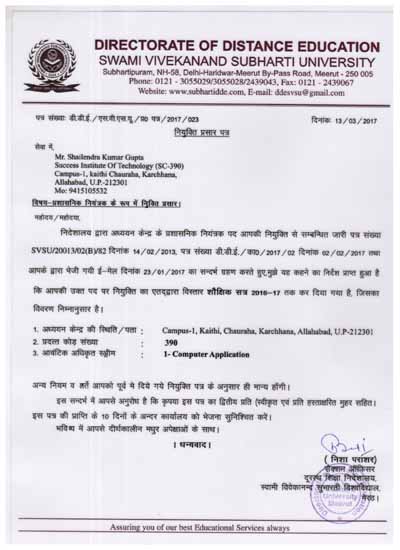 DIRECTORATE OF DISTANCE EDUCATION
SWAMI VIVEKANAND SUBHARTI UNIVERSITY
Subhartipuram, NH-58, Delhi-Haridwar-Meerut By-Pass Road, Meerut - 250 005
Phone: 0121 - 3055029/3055028/2439043, Fax: 0121 - 2439067
Website: www.subhartidde.com, E-mail: ddesvsu@gmail.com
पत्र संख्याः डी.डी.ई./एस.वी.एस.यू./प्र0 पत्र/2017/023
दिनांकः 13/03/2017
नियुक्ति प्रसार पत्र
सेवा में,
Mr. Shailendra Kumar Gupta
Success Institute Of Technology (SC-390)
Campus-1, kaithi Chauraha, Karchhana,
Allahabad, U.P.-212301
Mo: 9415105532
विषयः-प्रशासनिक नियंत्रक के रूप में नियुक्ति प्रसार।
महोदय/महोदया,
निदेशालय द्वारा अध्ययन केन्द्र के प्रशासनिक नियंत्रक पद आपकी नियुक्ति से सम्बन्धित जारी पत्र संख्या
SVSU/20013/02(B)/82 दिनांक 14/02/2013, पत्र संख्या डी.डी.ई./का0/2017/02 दिनांक 02/02/2017 तथा
आपके द्वारा भेजी गयी ई-मेल दिनांक 23/01/2017 का सन्दर्भ ग्रहण करते हुए,मुझे यह कहने का निर्देश प्राप्त हुआ है
कि आपकी उक्त पद पर नियुक्ति का एतद्द्वारा विस्तार शैक्षिक सत्र 2016-17 तक कर दिया गया है, जिसका
विवरण निम्नानुसार है।
1. अध्ययन केन्द्र की स्थिति/पता : Campus-1, Kaithi, Chauraha, Karchhana, Allahabad, U.P-212301
2. प्रदत्त कोड़ संख्या : 390
3. आवंटित अधिकृत स्ट्रीम : 1- Computer Application
अन्य नियम व शर्ते आपको पूर्व मे दिये गये नियुक्ति पत्र के अनुसार ही मान्य होंगी।
इस सन्दर्भ में आपसे अनुरोध है कि कृपया इस पत्र का द्वितीय प्रति (स्वीकृत एवं प्रति हस्ताक्षरित मुहर सहित)
इस पत्र की प्राप्ति के 10 दिनों के अन्दर कार्यालय को भेजना सुनिश्चित करें।
भविष्य में आपसे दीर्घकालीन मधुर अपेक्षाओं के साथ।
। धन्यवाद।
( निशा पराशर)
सैक्शन ऑफिसर
दूरस्थ शिक्षा निदेशालय,
स्वामी विवेकानन्द सुभारती विश्वविद्यालय,
मेरठ।
Assuring you of our best Educational Services always